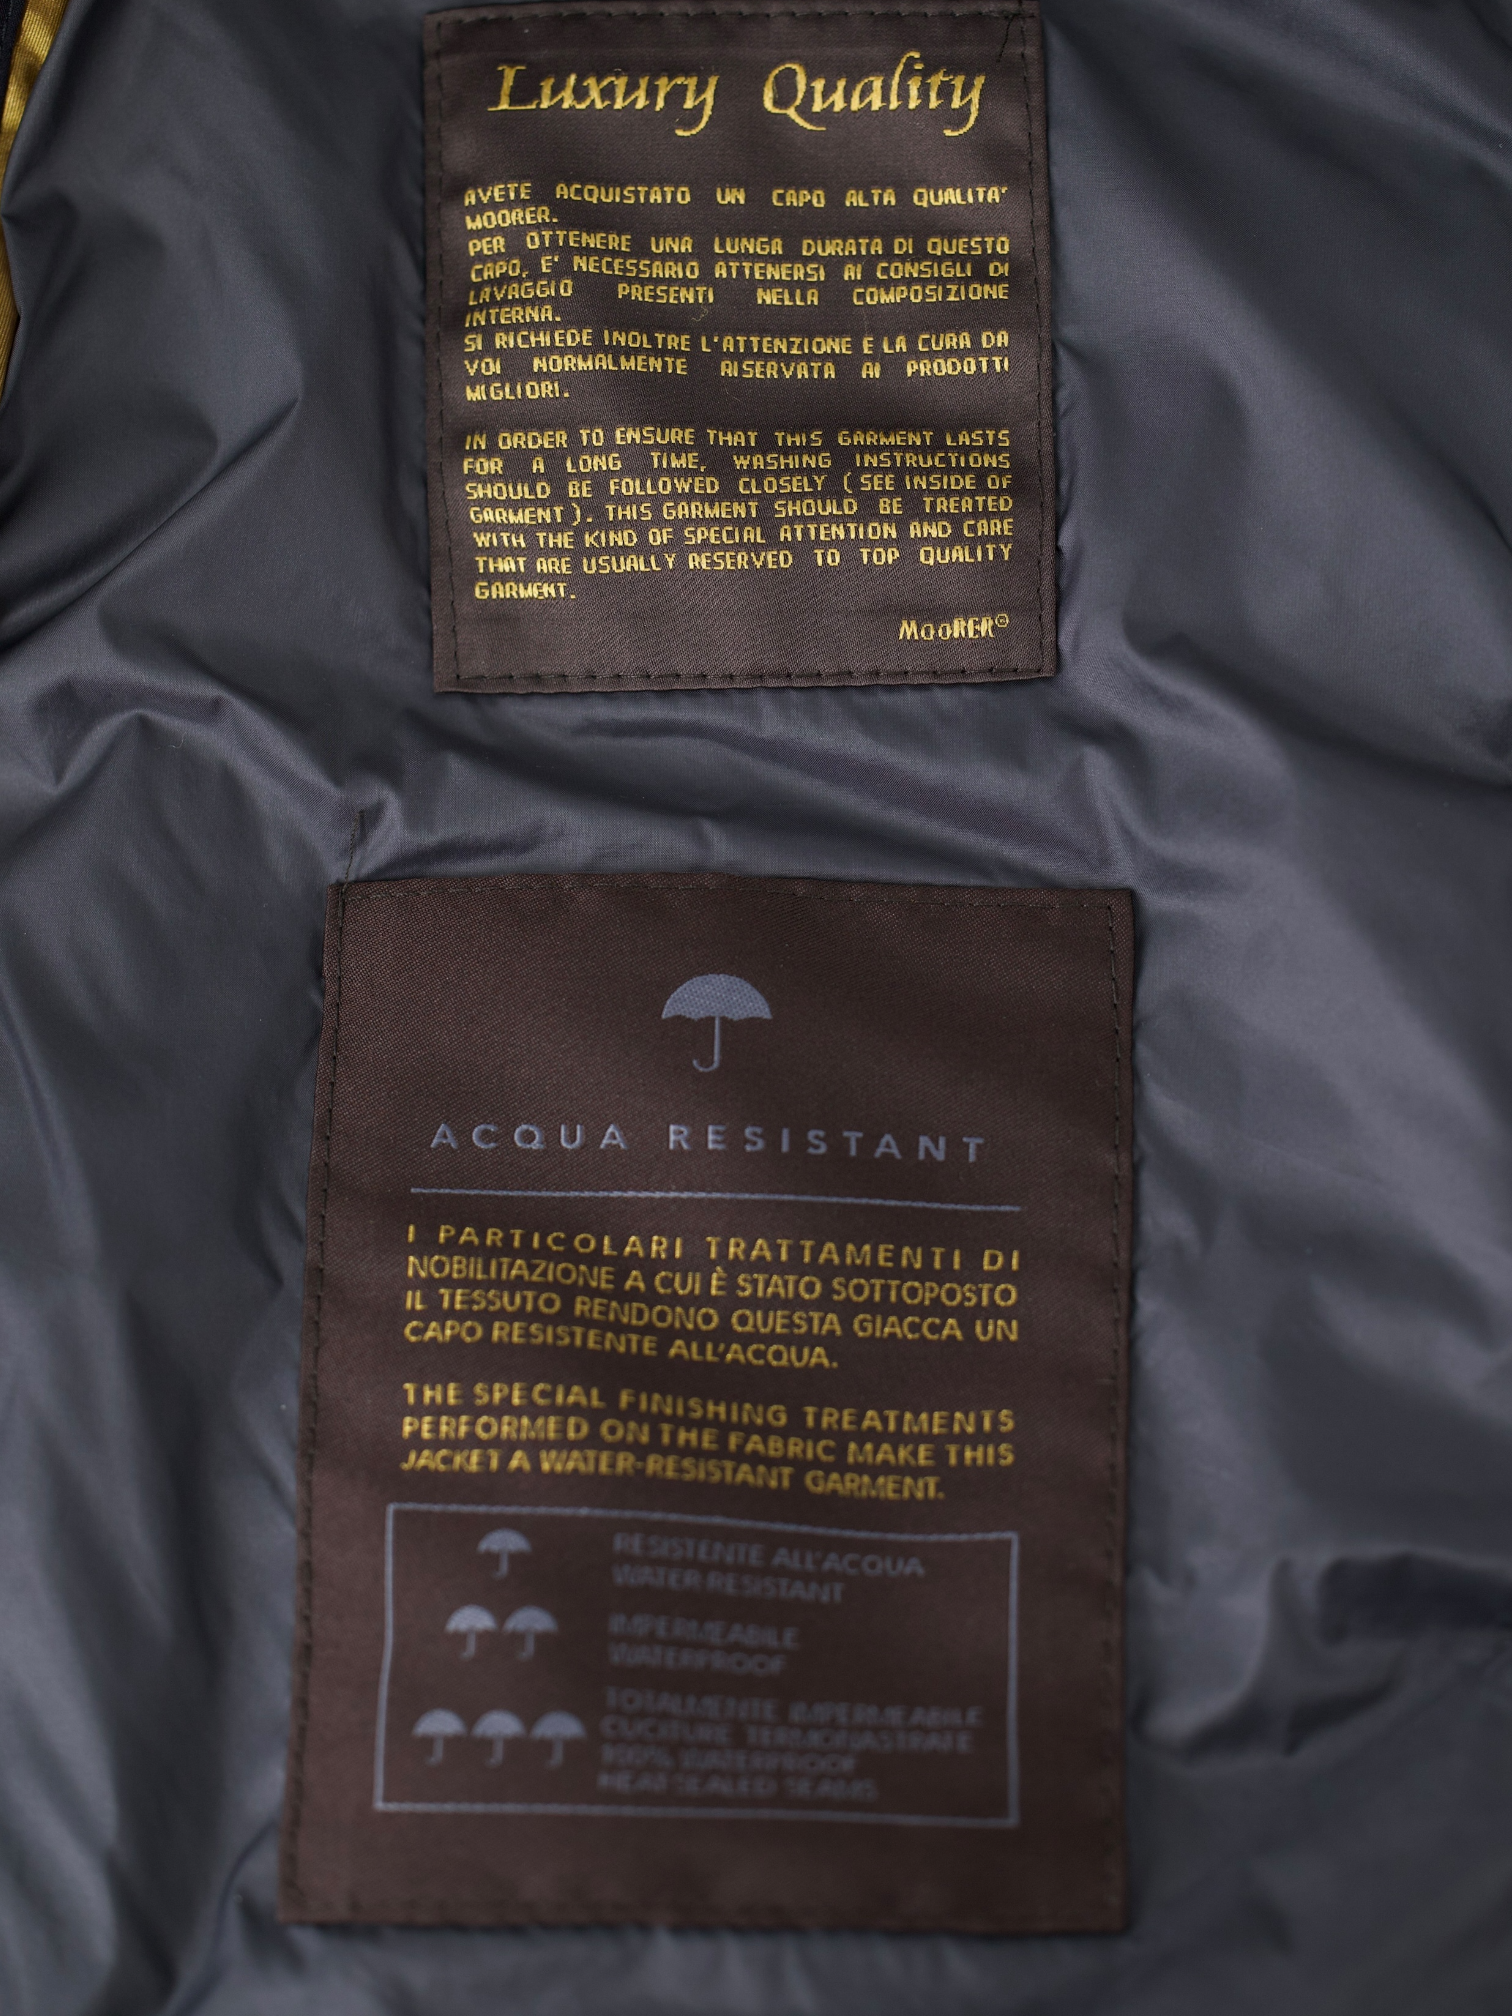 Luxury Quality
AVETE ACQUISTATO UN CAPO ALTA QUALITA'
MOORER.
PER OTTENERE UNA LUNGA DURATA DI QUESTO
CAPO, E' NECESSARIO ATTENERSI AI CONSIGLI DI
LAVAGGIO PRESENTI NELLA COMPOSIZIONE
INTERNA.
SI RICHIEDE INOLTRE L'ATTENZIONE E LA CURA DA
VOI NORMALMENTE RISERVATA AI PRODOTTI
MIGLIORI.
IN ORDER TO ENSURE THAT THIS GARMENT LASTS
FOR A LONG TIME, WASHING INSTRUCTIONS
SHOULD BE FOLLOWED CLOSELY (SEE INSIDE OF
GARMENT). THIS GARMENT SHOULD BE TREATED
WITH THE KIND OF SPECIAL ATTENTION AND CARE
THAT ARE USUALLY RESERVED TO TOP QUALITY
GARMENT.
MooRER®
ACQUA RESISTANT
I PARTICOLARI TRATTAMENTI DI
NOBILITAZIONE A CUI È STATO SOTTOPOSTO
IL TESSUTO RENDONO QUESTA GIACCA UN
CAPO RESISTENTE ALL'ACQUA.
THE SPECIAL FINISHING TREATMENTS
PERFORMED ON THE FABRIC MAKE THIS
JACKET A WATER-RESISTANT GARMENT.
RESISTENTE ALL'ACQUA
WATER-RESISTANT
IMPERMEABILE
WATERPROOF
TOTALMENTE IMPERMEABILE
CUCITURE TERMONASTRATE
100% WATERPROOF
HEAT-SEALED SEAMS